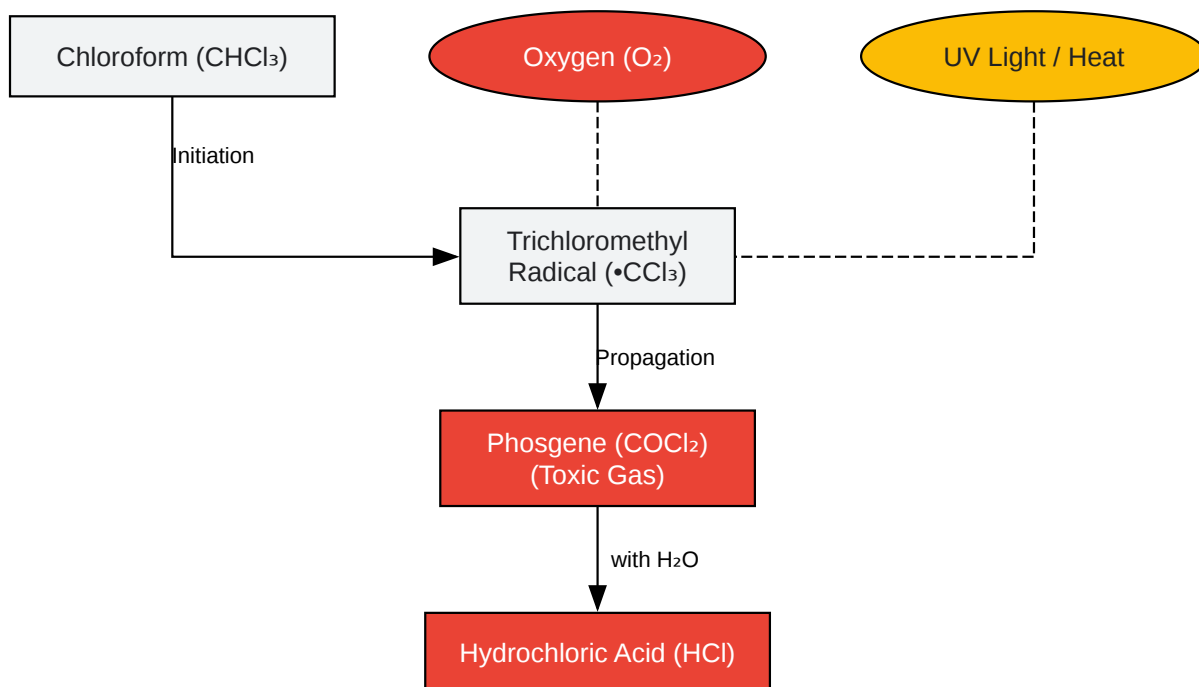 Chloroform (CHCl₃)
Oxygen (O₂)
UV Light / Heat
Initiation
Trichloromethyl
Radical (•CCl₃)
Propagation
Phosgene (COCl₂)
(Toxic Gas)
with H₂O
Hydrochloric Acid (HCl)